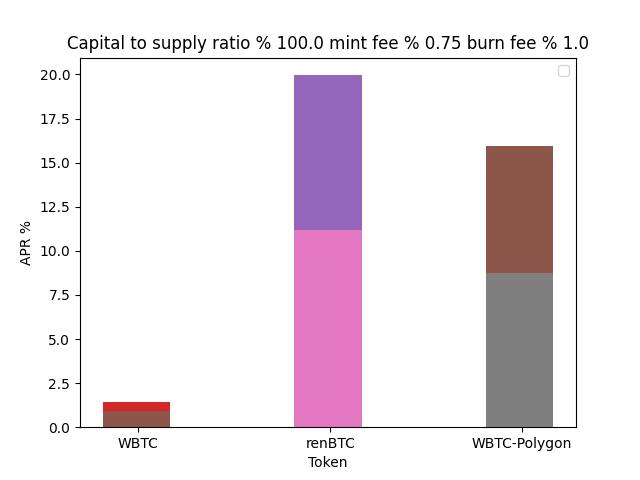 Capital to supply ratio % 100.0 mint fee % 0.75 burn fee % 1.0
APR %
20.0
17.5
15.0
12.5
10.0
7.5
5.0
2.5
0.0
WBTC renBTC WBTC-Polygon
Token